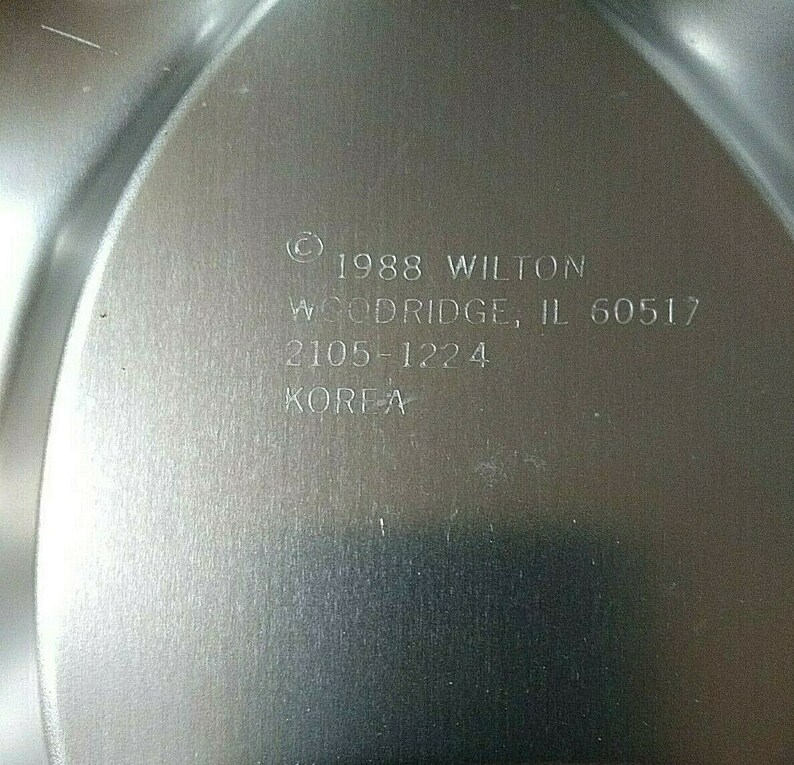 © 1988 WILTON
WOODRIDGE, IL 60517
2105-1224
KOREA